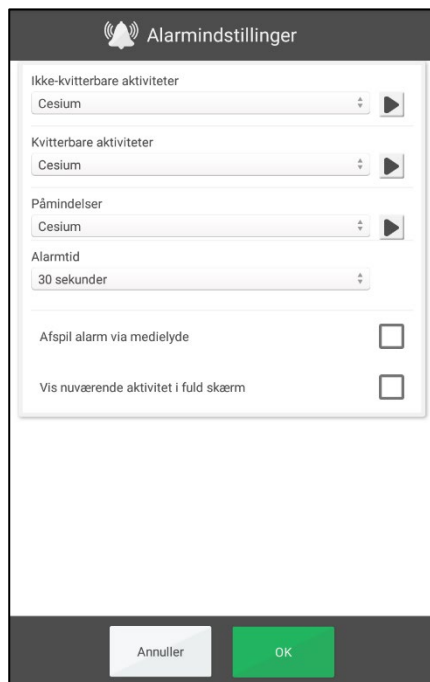 Alarmindstillinger
Ikke-kvitterbare aktiviteter
Cesium
Kvitterbare aktiviteter
Cesium
Påmindelser
Cesium
Alarmtid
30 sekunder
Afspil alarm via medielyde
Vis nuværende aktivitet i fuld skærm
Annuller
OK